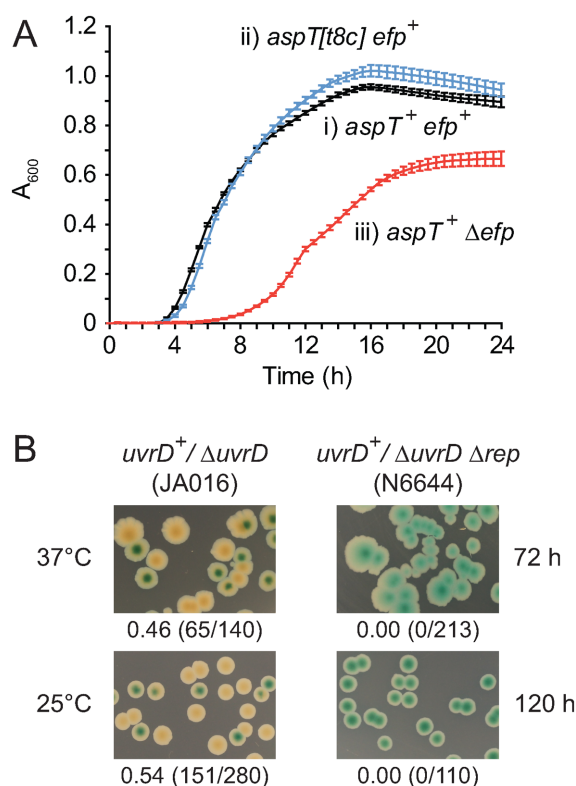 A
1.2
1.0
0.8
0.6
0.4
0.2
0
A600
ii) aspT[t8c] efp+
i) aspT+ efp+
iii) aspT+ Δefp
0 4 8 12 16 20 24
Time (h)
B
uvrD+/ ΔuvrD uvrD+/ ΔuvrD Δrep
(JA016) (N6644)
37°C 72 h
0.46 (65/140) 0.00 (0/213)
25°C 120 h
0.54 (151/280) 0.00 (0/110)